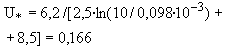 U* = 6,2 /[2,5·ln(10 / 0,098·10⁻³) +
+ 8,5] = 0,166